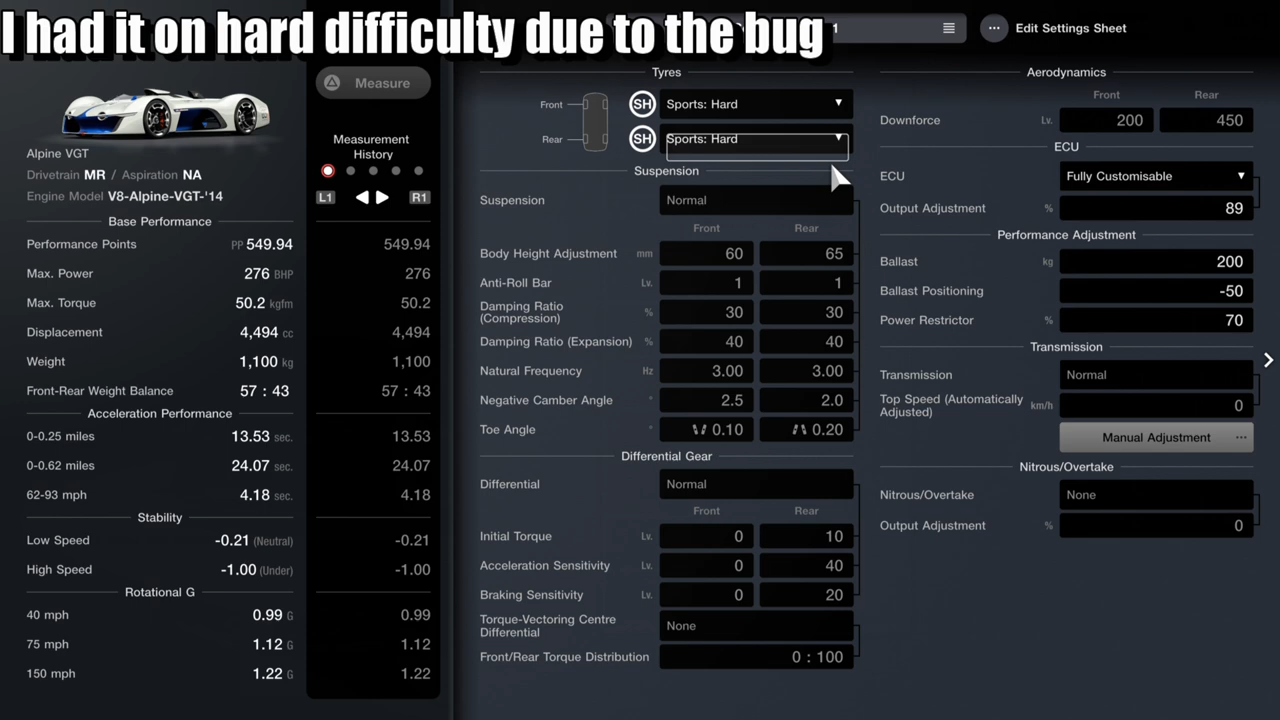 I had it on hard difficulty due to the bug
1
Edit Settings Sheet
Measure
Measurement
History
L1
R1
Alpine VGT
Drivetrain MR / Aspiration NA
Engine Model V8-Alpine-VGT-'14
Base Performance
Performance Points PP 549.94 549.94
Max. Power 276 BHP 276
Max. Torque 50.2 kgfm 50.2
Displacement 4,494 cc 4,494
Weight 1,100 kg 1,100
Front-Rear Weight Balance 57 : 43 57 : 43
Acceleration Performance
0-0.25 miles 13.53 sec. 13.53
0-0.62 miles 24.07 sec. 24.07
62-93 mph 4.18 sec. 4.18
Stability
Low Speed -0.21 (Neutral) -0.21
High Speed -1.00 (Under) -1.00
Rotational G
40 mph 0.99 G 0.99
75 mph 1.12 G 1.12
150 mph 1.22 G 1.22
Tyres
Front SH Sports: Hard
Rear SH Sports: Hard
Suspension
Suspension Normal
Front Rear
Body Height Adjustment mm 60 65
Anti-Roll Bar Lv. 1 1
Damping Ratio
(Compression) % 30 30
Damping Ratio (Expansion) % 40 40
Natural Frequency Hz 3.00 3.00
Negative Camber Angle ° 2.5 2.0
Toe Angle ° 0.10 0.20
Differential Gear
Differential Normal
Front Rear
Initial Torque Lv. 0 10
Acceleration Sensitivity Lv. 0 40
Braking Sensitivity Lv. 0 20
Torque-Vectoring Centre
Differential None
Front/Rear Torque Distribution 0 : 100
Aerodynamics
Front Rear
Downforce Lv. 200 450
ECU
ECU Fully Customisable
Output Adjustment % 89
Performance Adjustment
Ballast kg 200
Ballast Positioning -50
Power Restrictor % 70
Transmission
Transmission Normal
Top Speed (Automatically
Adjusted) km/h 0
Manual Adjustment ...
Nitrous/Overtake
Nitrous/Overtake None
Output Adjustment % 0